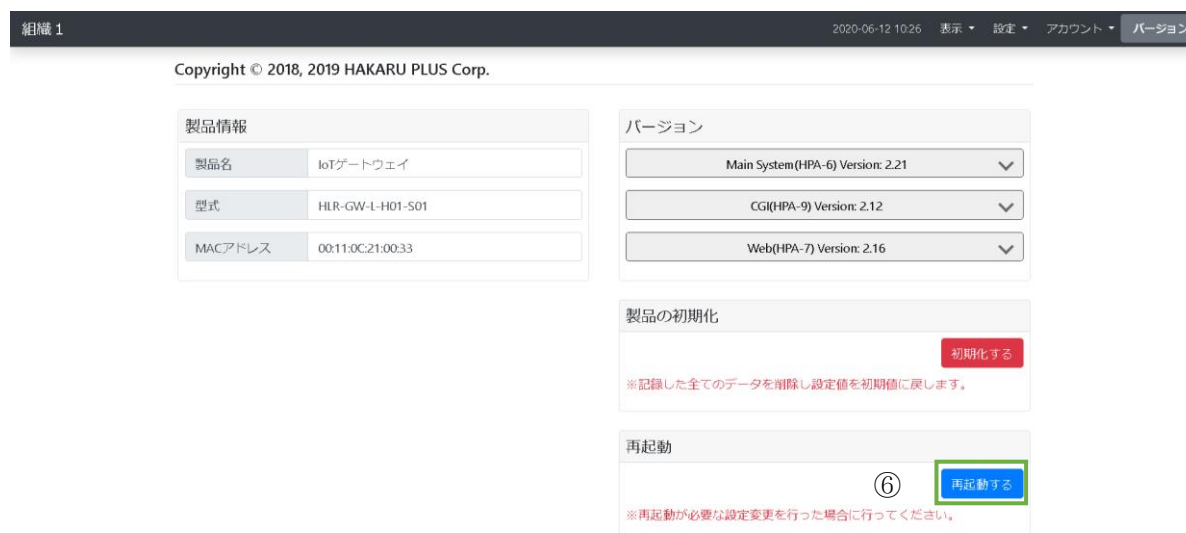 組織 1 2020-06-12 10:26 表示 設定 アカウント バージョン
Copyright © 2018, 2019 HAKARU PLUS Corp.
製品情報
製品名 IoTゲートウェイ
型式 HLR-GW-L-H01-S01
MACアドレス 00:11:0C:21:00:33
バージョン
Main System(HPA-6) Version: 2.21
CGI(HPA-9) Version: 2.12
Web(HPA-7) Version: 2.16
製品の初期化
初期化する
※記録した全てのデータを削除し設定値を初期値に戻します。
再起動
⑥ 再起動する
※再起動が必要な設定変更を行った場合に行ってください。